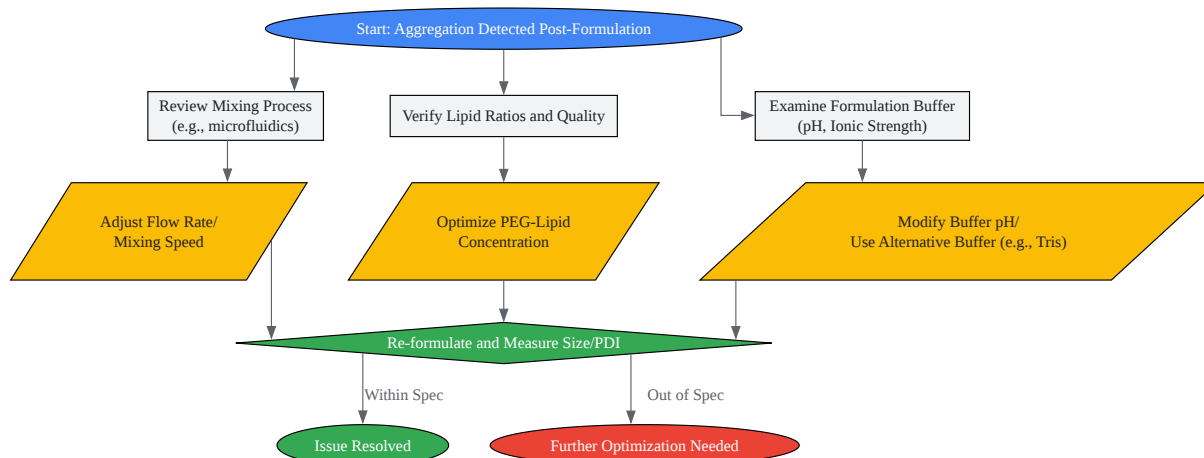 Start: Aggregation Detected Post-Formulation
Review Mixing Process
(e.g., microfluidics)
Verify Lipid Ratios and Quality
Examine Formulation Buffer
(pH, Ionic Strength)
Adjust Flow Rate/
Mixing Speed
Optimize PEG-Lipid
Concentration
Modify Buffer pH/
Use Alternative Buffer (e.g., Tris)
Re-formulate and Measure Size/PDI
Within Spec
Out of Spec
Issue Resolved
Further Optimization Needed